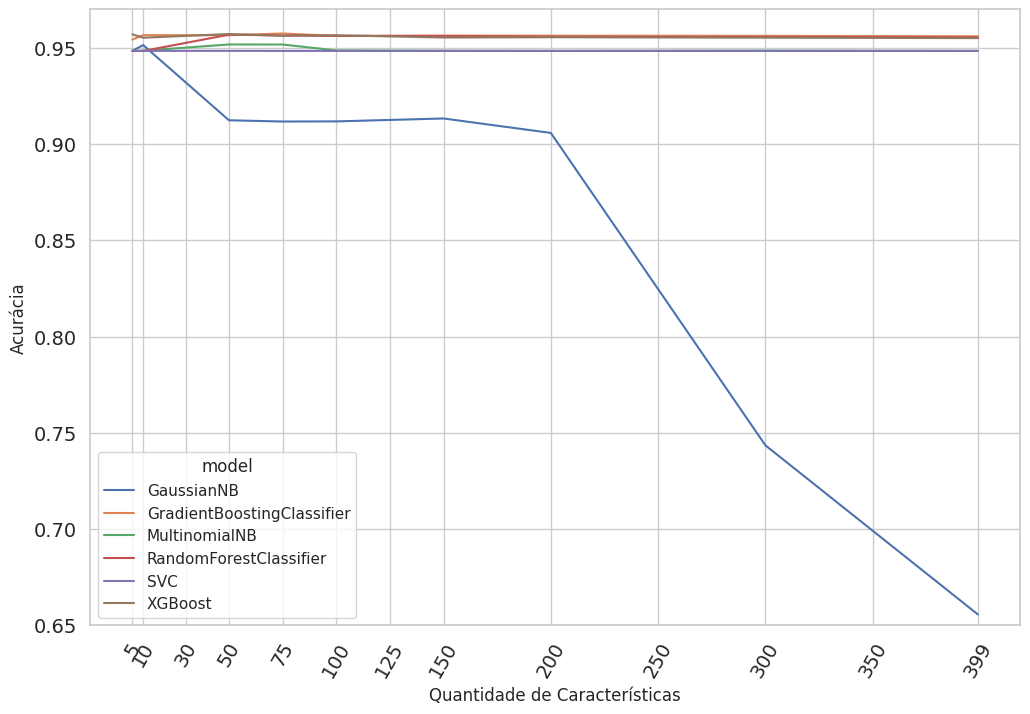 0.95
0.90
0.85
0.80
0.75
0.70
0.65
Acurácia
model
GaussianNB
GradientBoostingClassifier
MultinomialNB
RandomForestClassifier
SVC
XGBoost
5 10 30 50 75 100 125 150 200 250 300 350 399
Quantidade de Características